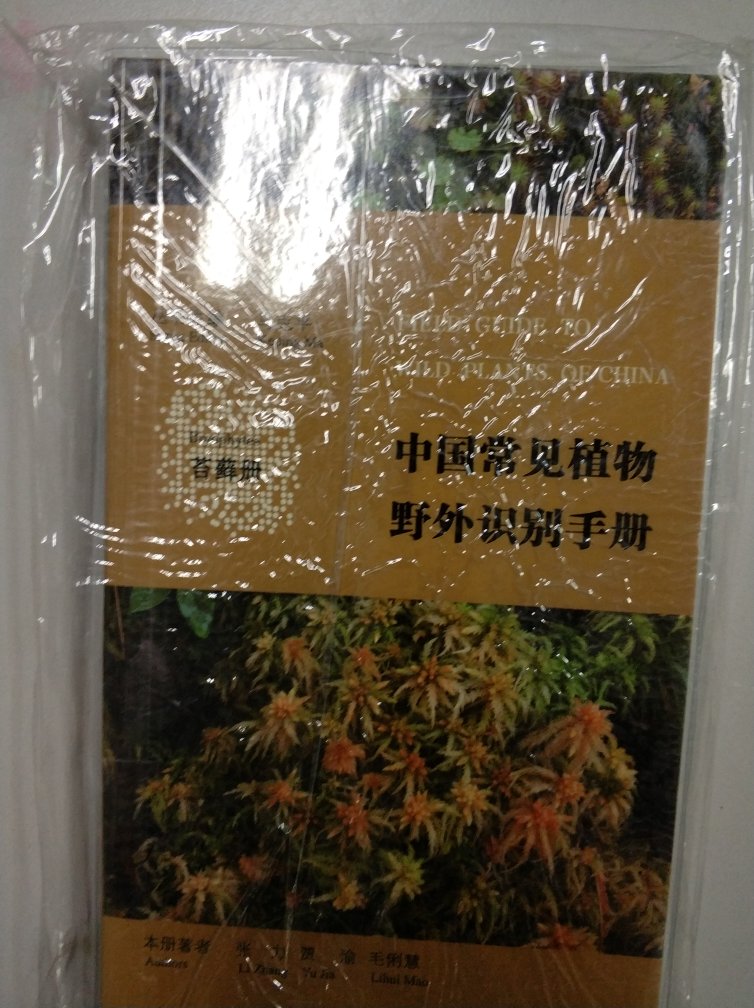 Ma
FIELD GUIDE TO
WILD PLANTS OF CHINA
Bryophytes
苔藓册
中国常见植物
野外识别手册
本册著者 张 力 贾 渝 毛俐慧
Authors Li Zhang Yu Jia Lihui Mao